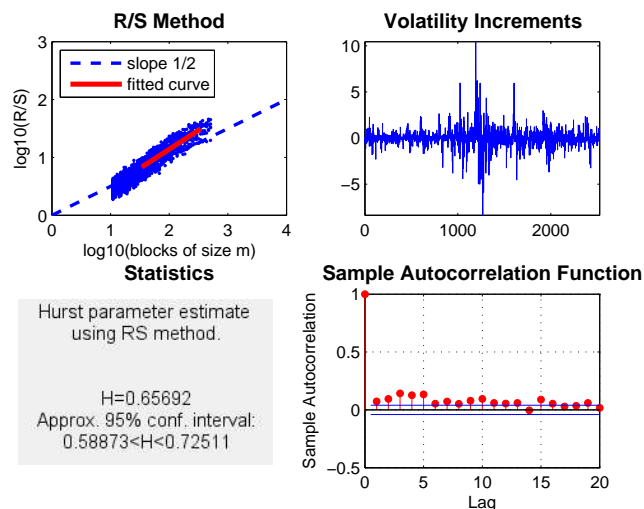 R/S Method
3
2
1
0
0
1
2
3
4
log10(R/S)
log10(blocks of size m)
slope 1/2
fitted curve
Volatility Increments
10
5
0
−5
0
1000
2000
Statistics
Hurst parameter estimate
using RS method.
H=0.65692
Approx. 95% conf. interval:
0.58873<H<0.72511
Sample Autocorrelation Function
1
0.5
0
−0.5
0
5
10
15
20
Sample Autocorrelation
Lag